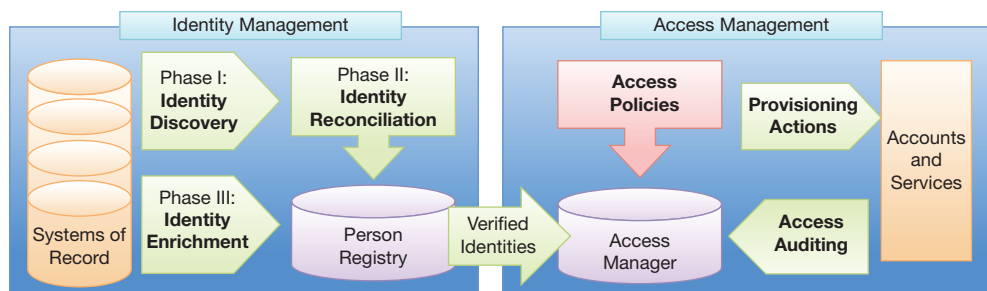 Identity Management
Phase I:
Identity
Discovery
Phase II:
Identity
Reconciliation
Systems of
Record
Phase III:
Identity
Enrichment
Person
Registry
Verified
Identities
Access Management
Access
Policies
Provisioning
Actions
Accounts
and
Services
Access
Manager
Access
Auditing